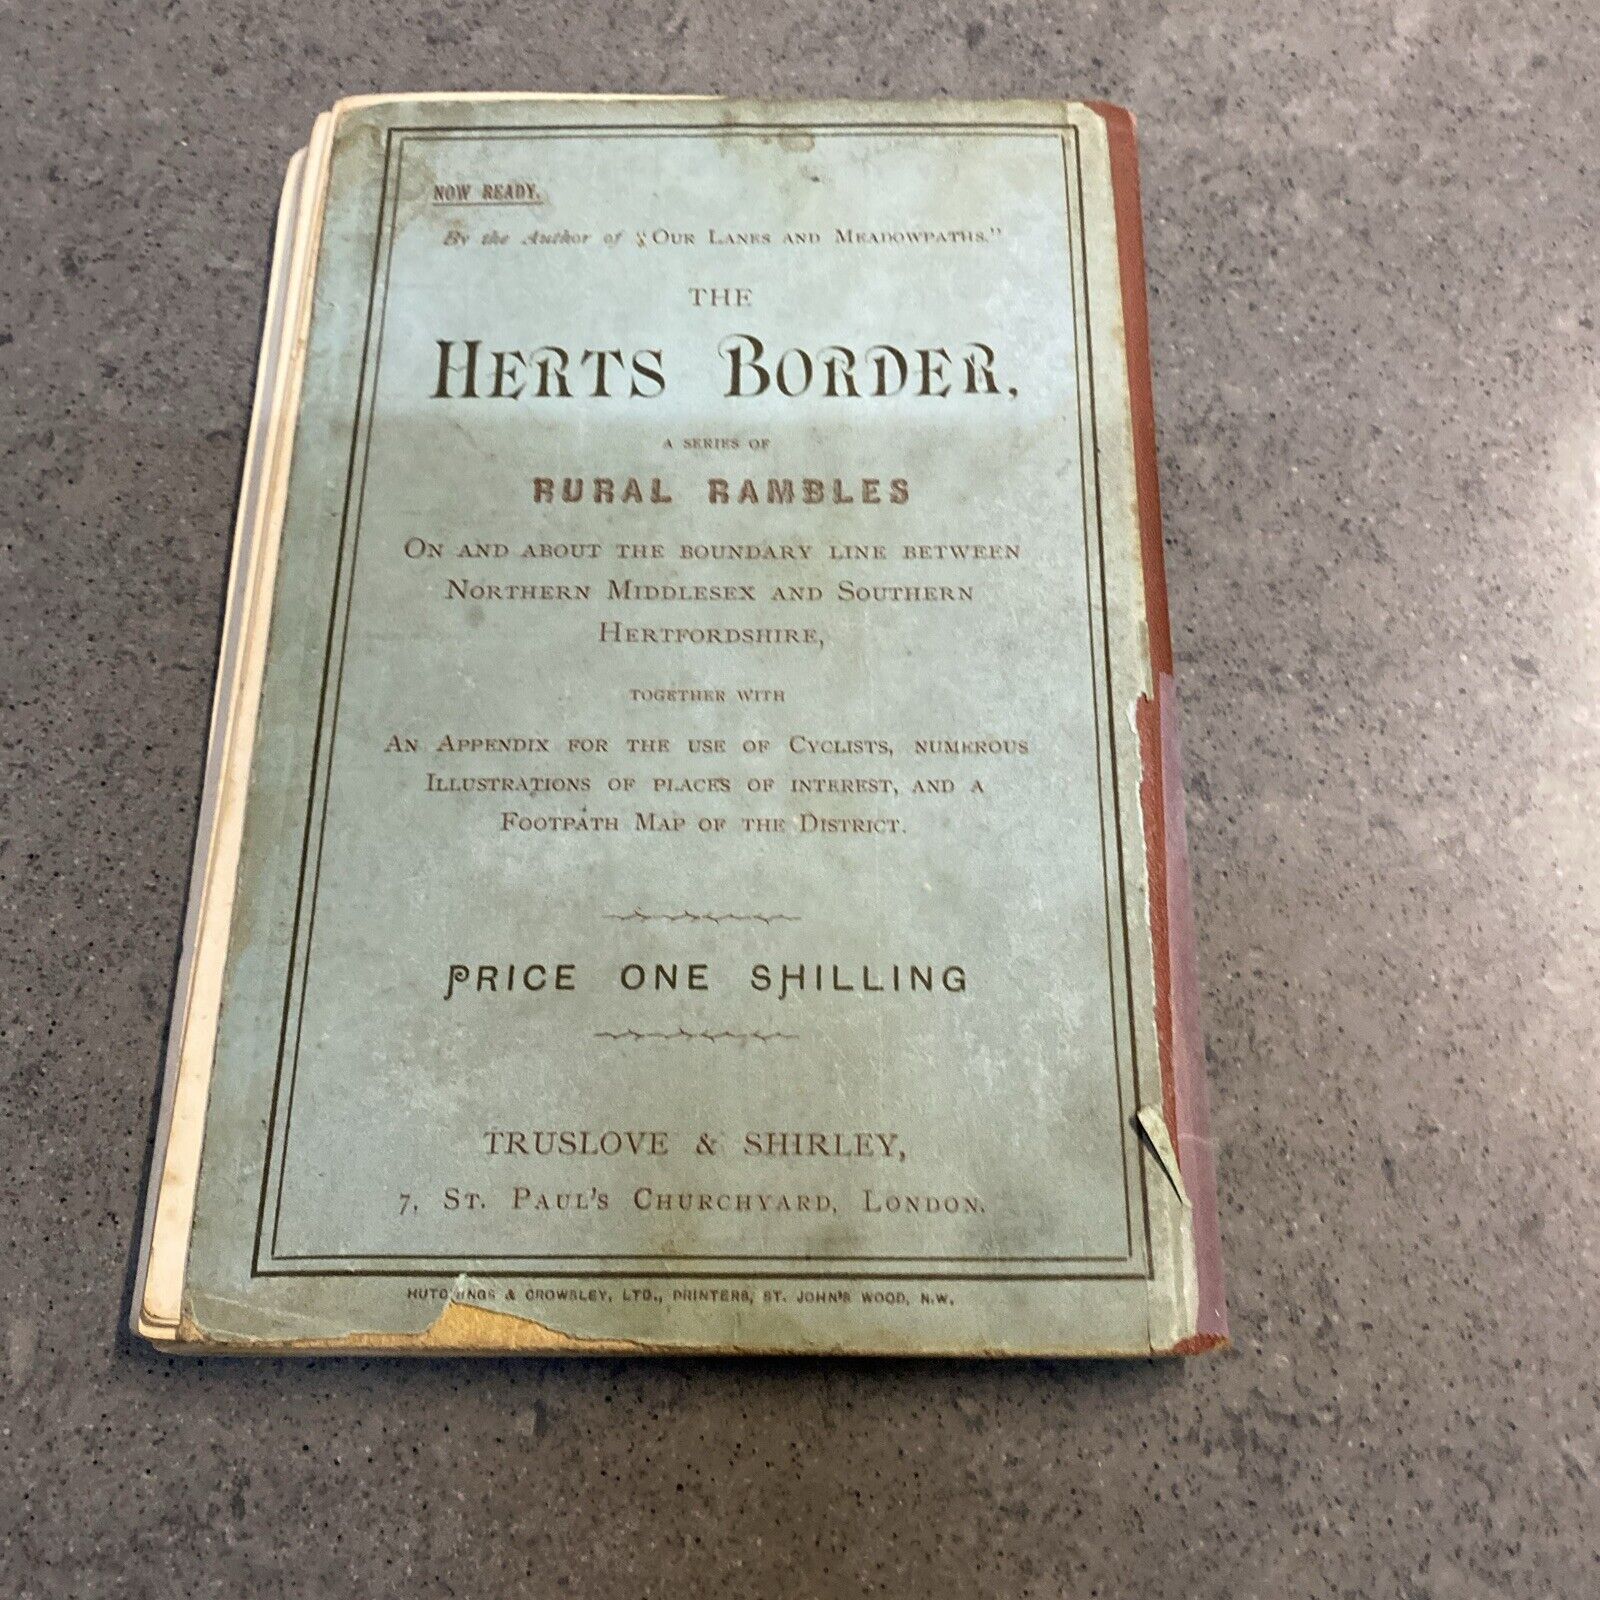 NOW READY.
By the Author of "OUR LANES AND MEADOWPATHS."
THE
HERTS BORDER,
A SERIES OF
RURAL RAMBLES
ON AND ABOUT THE BOUNDARY LINE BETWEEN
NORTHERN MIDDLESEX AND SOUTHERN
HERTFORDSHIRE,
TOGETHER WITH
AN APPENDIX FOR THE USE OF CYCLISTS, NUMEROUS
ILLUSTRATIONS OF PLACES OF INTEREST, AND A
FOOTPATH MAP OF THE DISTRICT.
PRICE ONE SHILLING
TRUSLOVE & SHIRLEY,
7, ST. PAUL'S CHURCHYARD, LONDON.
HUTCHINGS & CROWSLEY, LTD., PRINTERS, ST. JOHN'S WOOD, N.W.